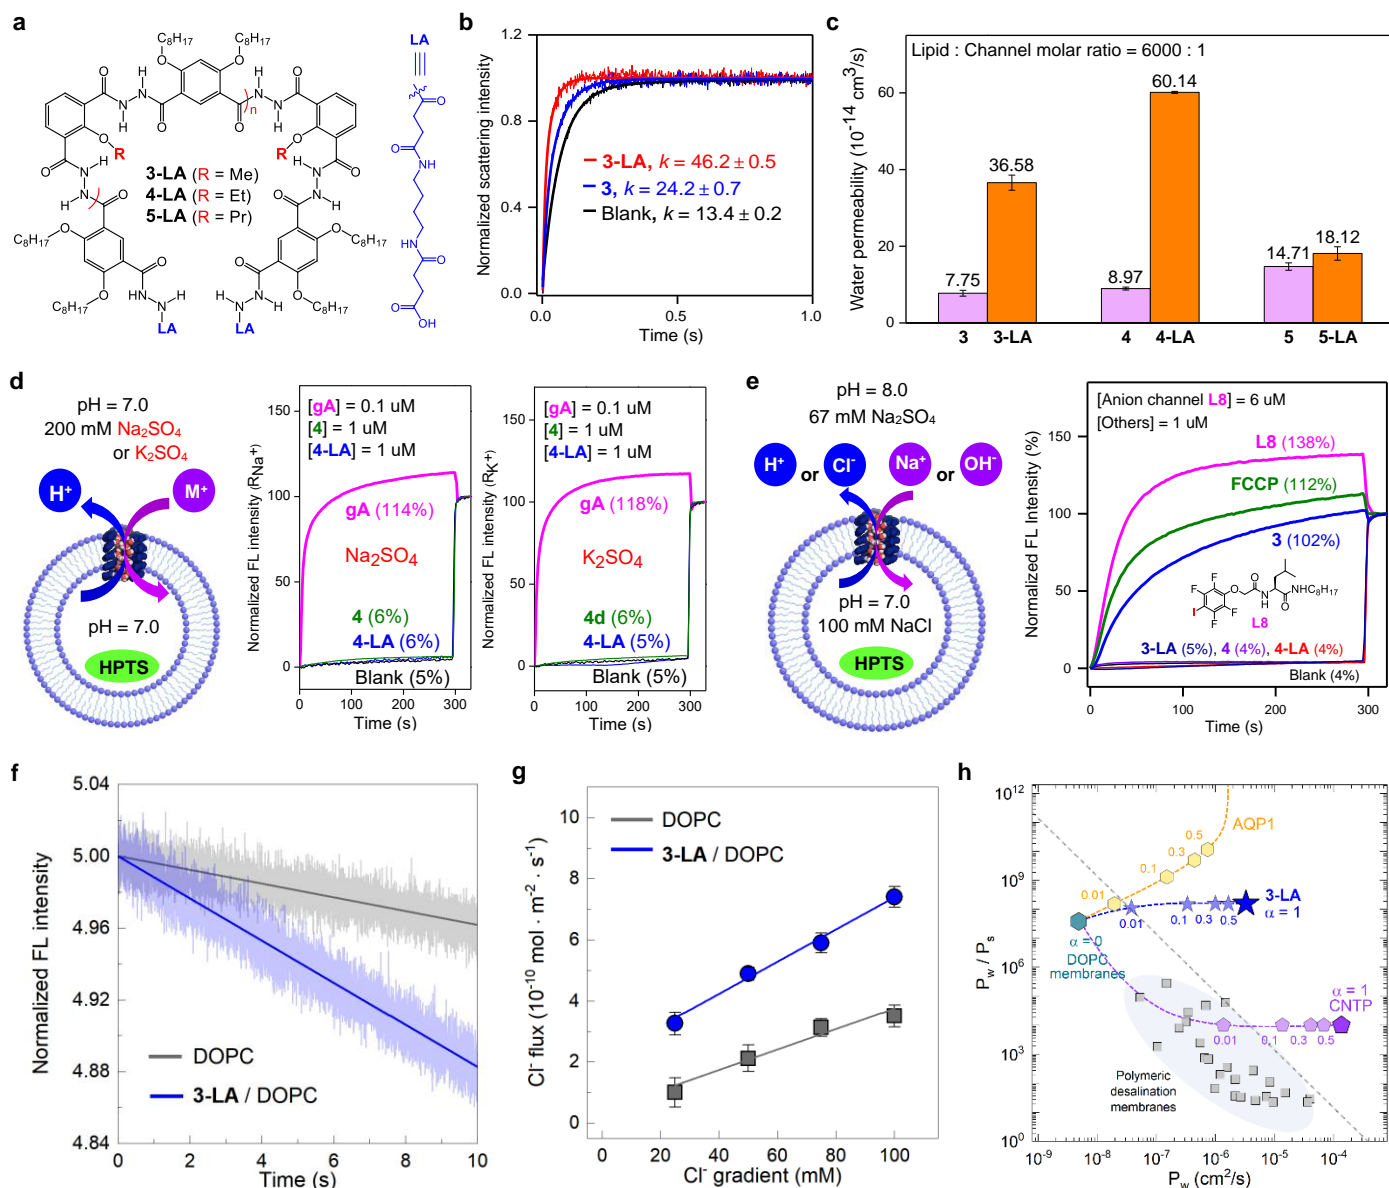 a
C8H17
C8H17
O
O
O
O
N-N
H
H
O
O
O
O
n
N-N
H
H
O
O
R
O
R
O
H
N
N
H
H
N
N
H
O
O
3-LA (R = Me)
4-LA (R = Et)
5-LA (R = Pr)
C8H17
O
O
C8H17
C8H17
O
O
C8H17
O
HN
N-H
LA
O
N-H
H-N
LA
LA
O
O
NH
NH
O
O
OH
b
Normalized scattering intensity
1.2
0.8
0.4
0.0
3-LA, k = 46.2 ± 0.5
3, k = 24.2 ± 0.7
Blank, k = 13.4 ± 0.2
0.0
0.5
1.0
Time (s)
c
Water permeability (10-14 cm3/s)
Lipid : Channel molar ratio = 6000 : 1
60
40
20
0
7.75
36.58
8.97
60.14
14.71
18.12
3
3-LA
4
4-LA
5
5-LA
d
pH = 7.0
200 mM Na2SO4
or K2SO4
H+
M+
pH = 7.0
HPTS
Normalized FL intensity (RNa+)
150
100
50
0
[gA] = 0.1 uM
[4] = 1 uM
[4-LA] = 1 uM
gA (114%)
Na2SO4
4 (6%)
4-LA (6%)
Blank (5%)
0
100
200
300
Time (s)
Normalized FL intensity (RK+)
150
100
50
0
[gA] = 0.1 uM
[4] = 1 uM
[4-LA] = 1 uM
gA (118%)
K2SO4
4d (6%)
4-LA (5%)
Blank (5%)
0
100
200
300
Time (s)
e
pH = 8.0
67 mM Na2SO4
H+
or
Cl-
Na+
or
OH-
pH = 7.0
100 mM NaCl
HPTS
Normalized FL Intensity (%)
150
100
50
0
[Anion channel L8] = 6 uM
[Others] = 1 uM
L8 (138%)
FCCP (112%)
3 (102%)
F
F
F
F
I
O
O
N
H
O
NHC8H17
L8
3-LA (5%), 4 (4%), 4-LA (4%)
Blank (4%)
0
100
200
300
Time (s)
f
Normalized FL intensity
5.04
5.00
4.96
4.92
4.88
4.84
DOPC
3-LA / DOPC
0
2
4
6
8
10
Time (s)
g
Cl- flux (10-10 mol · m-2 · s-1)
10
8
6
4
2
0
DOPC
3-LA / DOPC
0
20
40
60
80
100
Cl- gradient (mM)
h
Pw / Ps
10^12
10^9
10^6
10^3
10^0
AQP1
0.5
0.3
0.1
0.01
3-LA
α = 1
0.01
0.1
0.3
0.5
α = 0
DOPC
membranes
α = 1
CNTP
0.01
0.1
0.3
0.5
Polymeric
desalination
membranes
10-9
10-8
10-7
10-6
10-5
10-4
Pw (cm2/s)